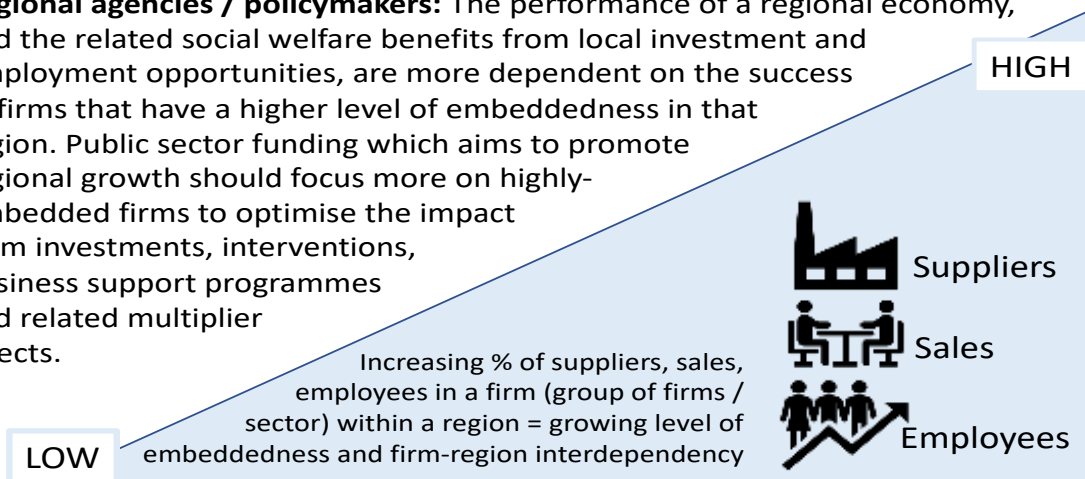 gional agencies / policymakers: The performance of a regional economy,
d the related social welfare benefits from local investment and
ployment opportunities, are more dependent on the success
firms that have a higher level of embeddedness in that
gion. Public sector funding which aims to promote
gional growth should focus more on highly-
bedded firms to optimise the impact
m investments, interventions,
siness support programmes
d related multiplier
ects.
HIGH
Suppliers
Sales
Employees
Increasing % of suppliers, sales,
employees in a firm (group of firms /
sector) within a region = growing level of
embeddedness and firm-region interdependency
LOW